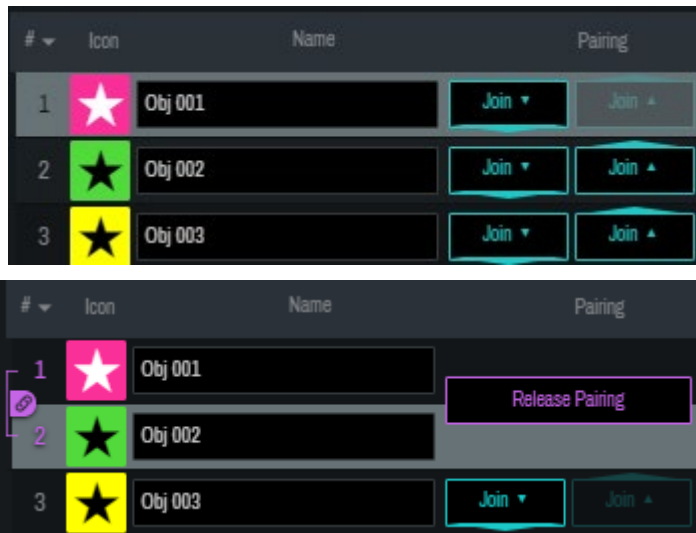 # Icon Name Pairing
1 Obj 001 Join ▼ Join ▲
2 Obj 002 Join ▼ Join ▲
3 Obj 003 Join ▼ Join ▲
# Icon Name Pairing
1 Obj 001
Release Pairing
2 Obj 002
3 Obj 003 Join ▼ Join ▲